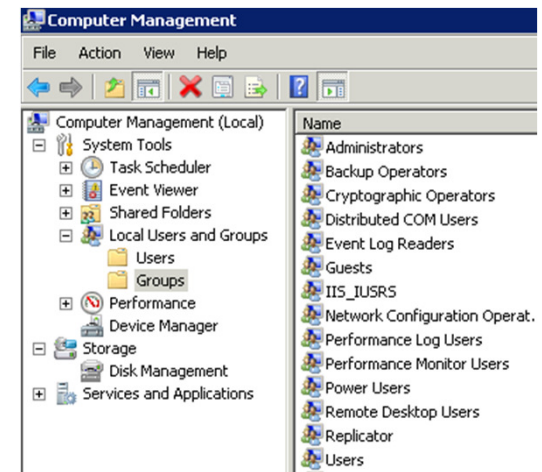 Computer Management
File Action View Help
Computer Management (Local)
System Tools
Task Scheduler
Event Viewer
Shared Folders
Local Users and Groups
Users
Groups
Performance
Device Manager
Storage
Disk Management
Services and Applications
Name
Administrators
Backup Operators
Cryptographic Operators
Distributed COM Users
Event Log Readers
Guests
IIS_IUSRS
Network Configuration Operat.
Performance Log Users
Performance Monitor Users
Power Users
Remote Desktop Users
Replicator
Users